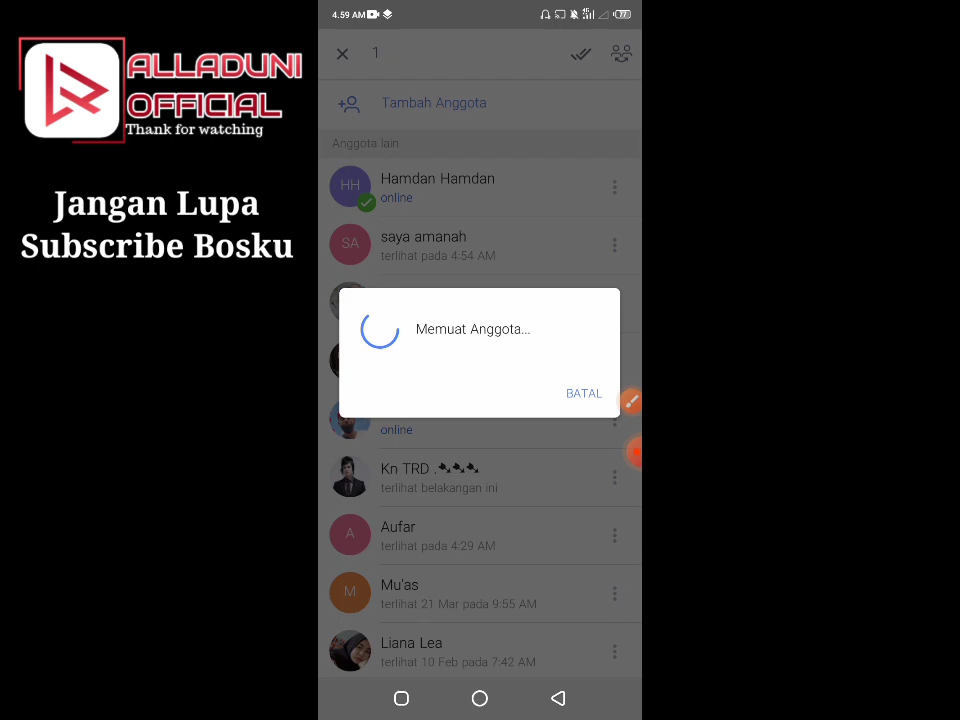 ALLADUNI
OFFICIAL
Thank for watching
Jangan Lupa
Subscribe Bosku
4.59 AM
4G
77
1
Tambah Anggota
Anggota lain
HH
Hamdan Hamdan
online
SA
saya amanah
terlihat pada 4:54 AM
Memuat Anggota...
BATAL
online
Kn TRD .➷➷➷
terlihat belakangan ini
A
Aufar
terlihat pada 4:29 AM
M
Mu'as
terlihat 21 Mar pada 9:55 AM
Liana Lea
terlihat 10 Feb pada 7:42 AM